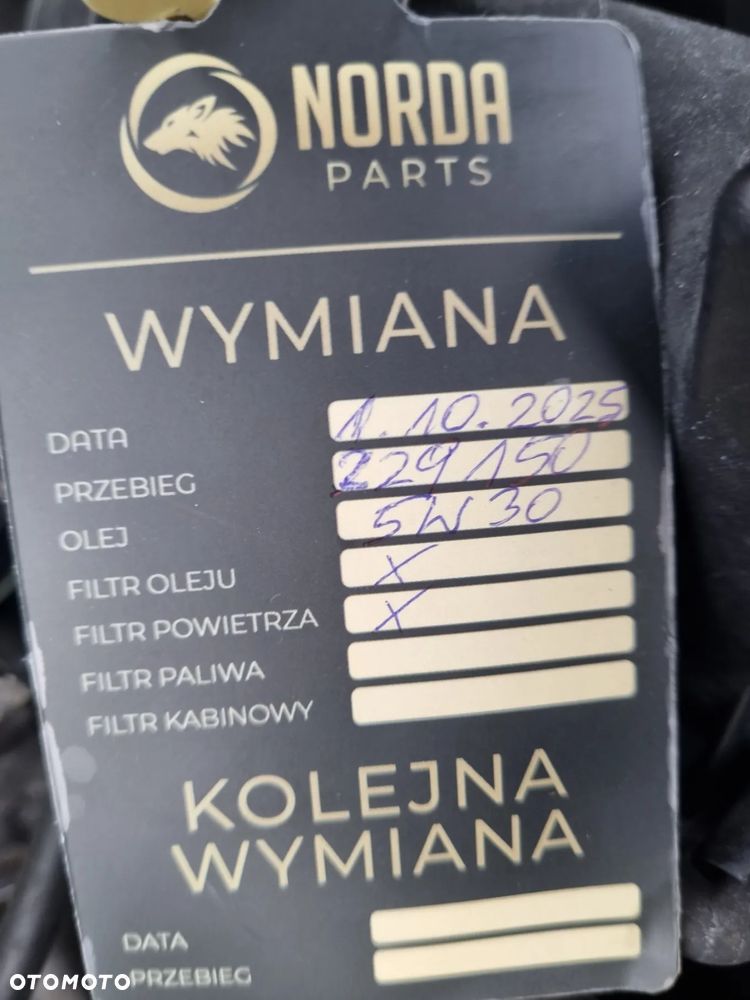 NORDA
PARTS
WYMIANA
DATA 1.10.2025
PRZEBIEG 229150
OLEJ 5W30
FILTR OLEJU X
FILTR POWIETRZA X
FILTR PALIWA
FILTR KABINOWY
KOLEJNA
WYMIANA
DATA
PRZEBIEG
OTOMOTO